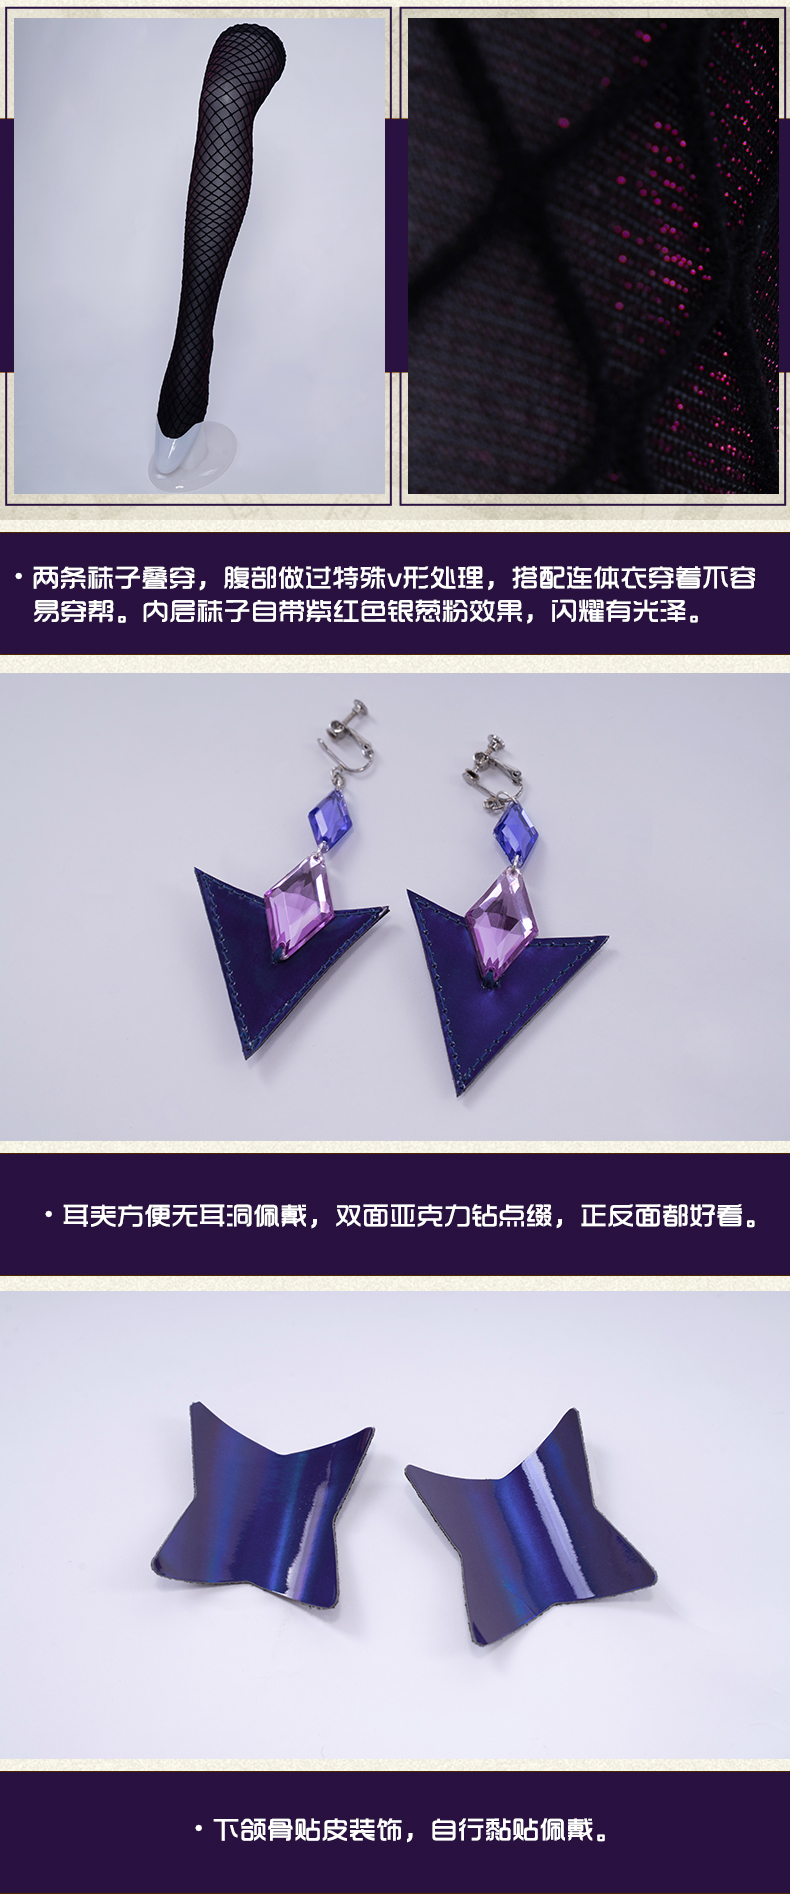 ·两条袜子叠穿，腹部做过特殊v形处理，搭配连体衣穿着不容
易穿帮。内层袜子自带紫红色银葱粉效果，闪耀有光泽。
·耳夹方便无耳洞佩戴，双面亚克力钻点缀，正反面都好看。
·下颌骨贴皮装饰，自行黏贴佩戴。